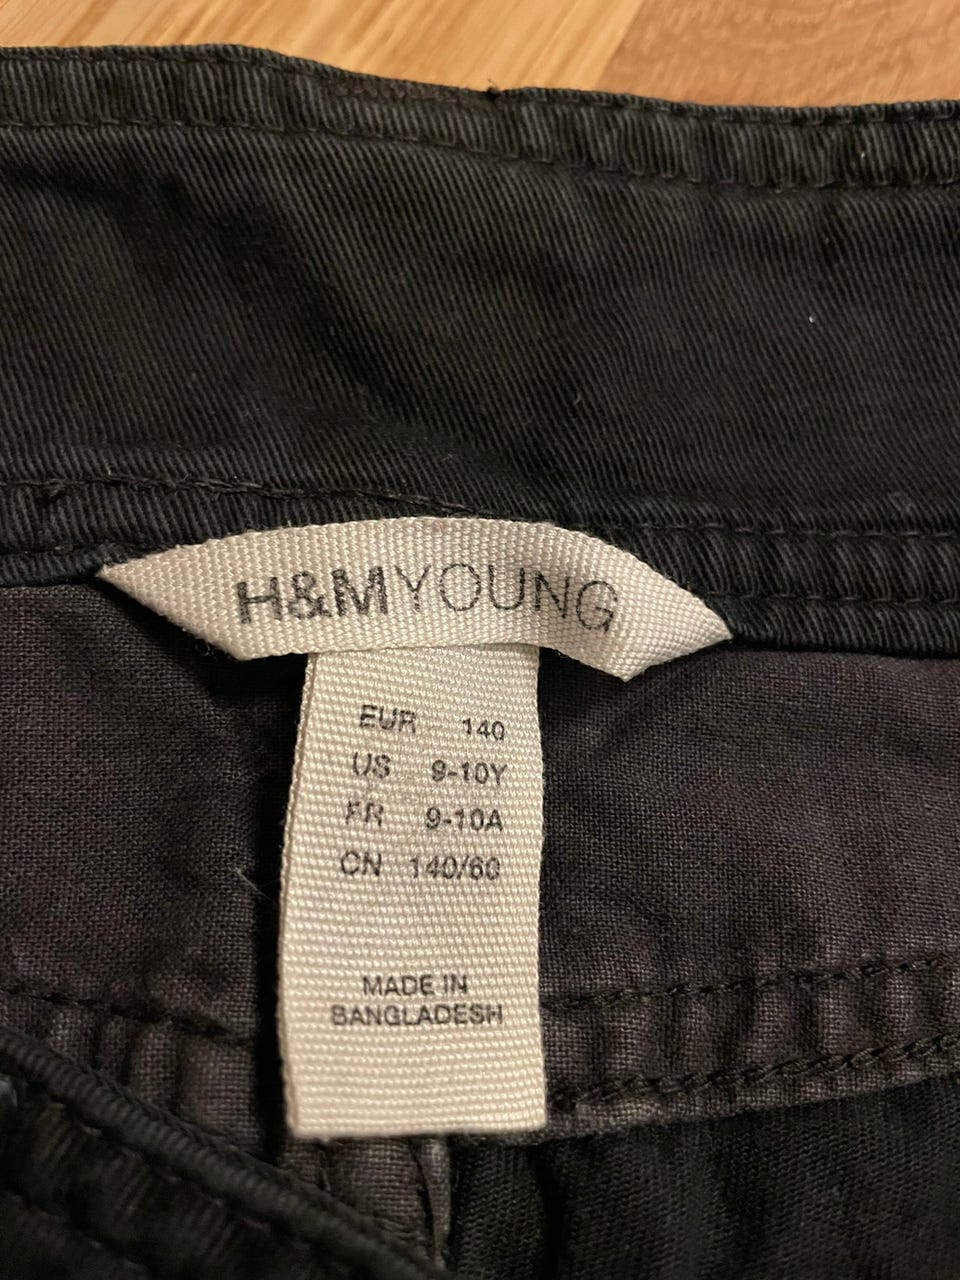 H&MYOUNG
EUR 140
US 9-10Y
FR 9-10A
CN 140/60
MADE IN
BANGLADESH